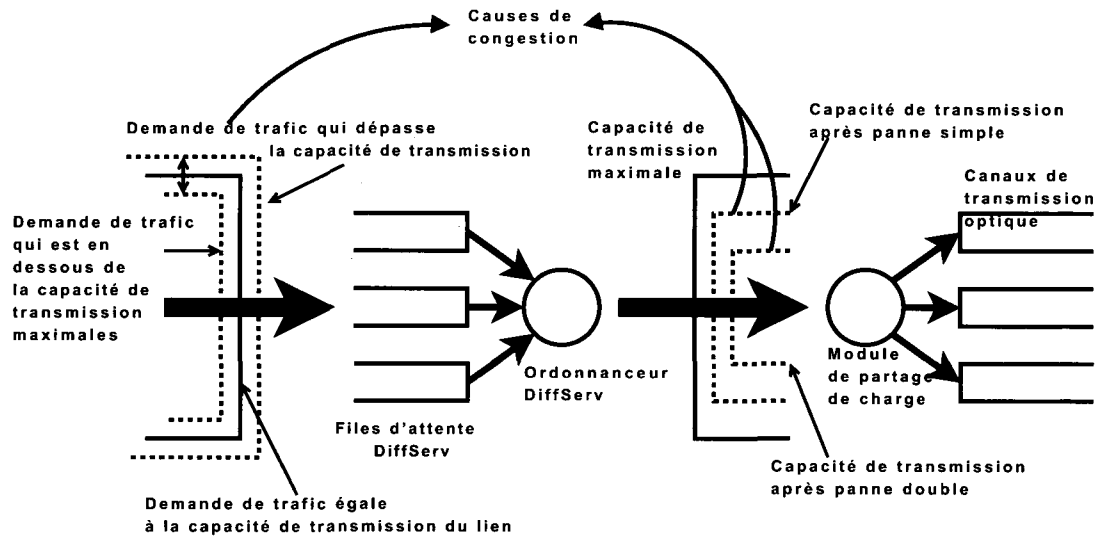 Causes de
congestion
Demande de trafic qui dépasse
la capacité de transmission
Capacité de
transmission
maximale
Capacité de transmission
après panne simple
Canaux de
transmission
optique
Demande de trafic
qui est en
dessous de
la capacité de
transmission
maximales
Ordonnanceur
DiffServ
Module
de partage
de charge
Files d'attente
DiffServ
Capacité de transmission
après panne double
Demande de trafic égale
à la capacité de transmission du lien